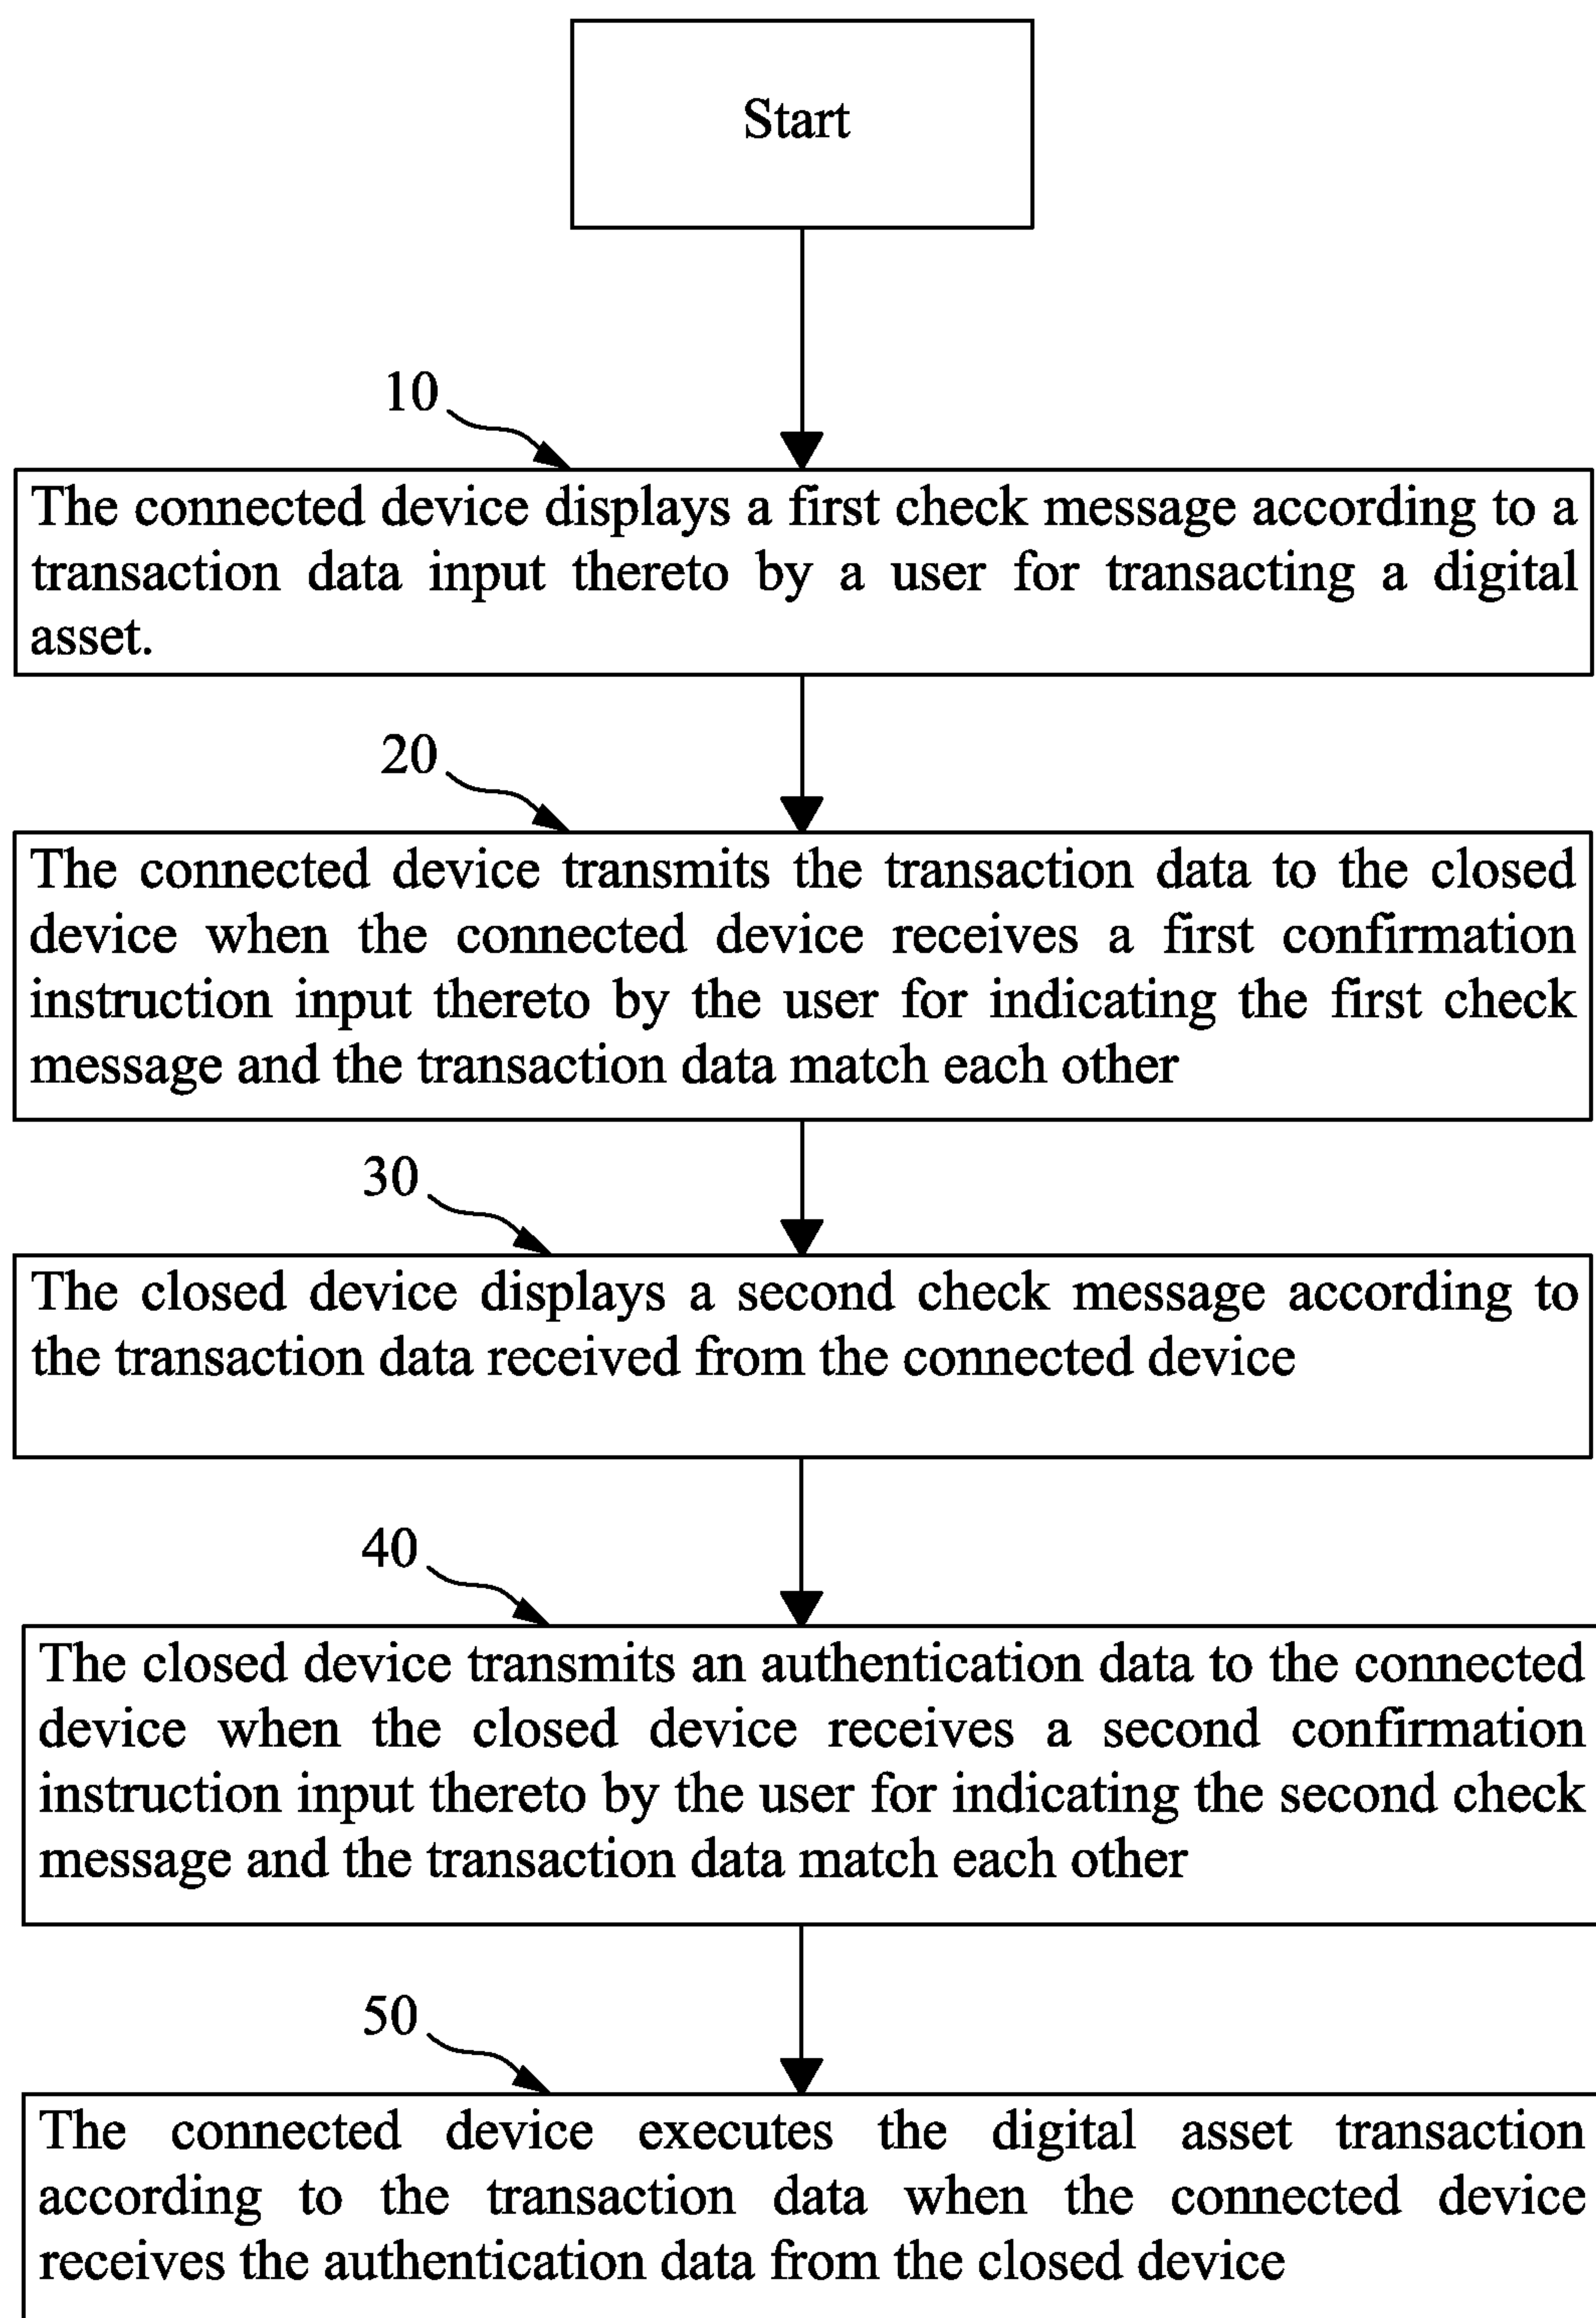 Start
10
The connected device displays a first check message according to a
transaction data input thereto by a user for transacting a digital
asset.
20
The connected device transmits the transaction data to the closed
device when the connected device receives a first confirmation
instruction input thereto by the user for indicating the first check
message and the transaction data match each other
30
The closed device displays a second check message according to
the transaction data received from the connected device
40
The closed device transmits an authentication data to the connected
device when the closed device receives a second confirmation
instruction input thereto by the user for indicating the second check
message and the transaction data match each other
50
The connected device executes the digital asset transaction
according to the transaction data when the connected device
receives the authentication data from the closed device